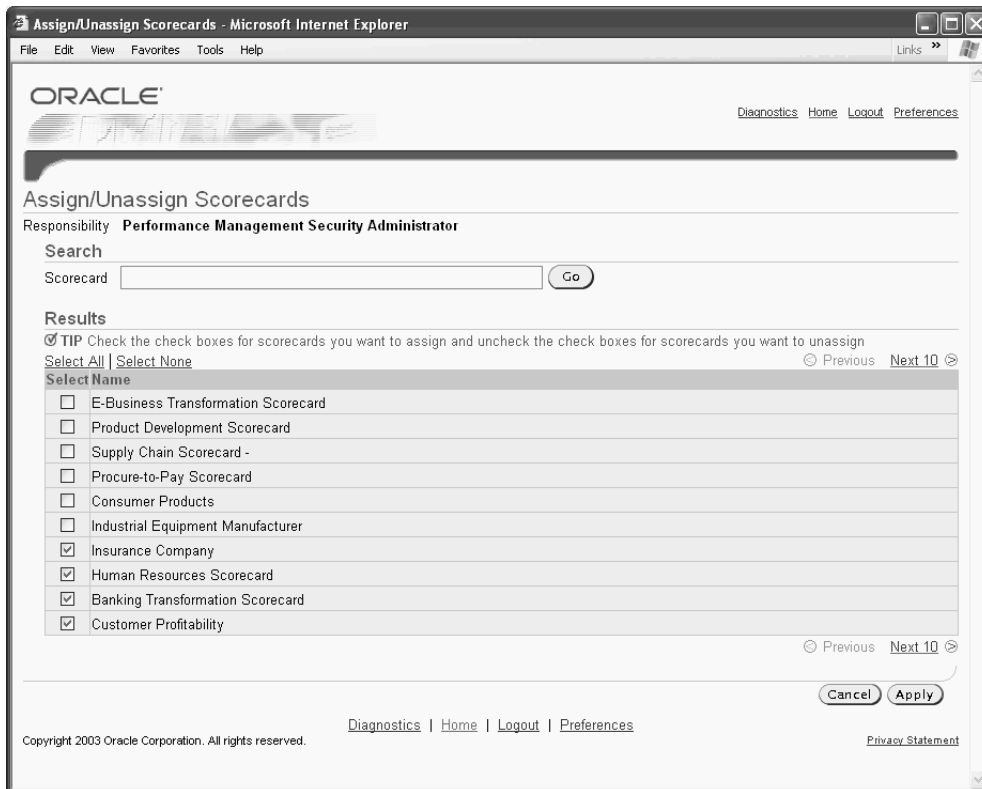 Assign/Unassign Scorecards - Microsoft Internet Explorer
File Edit View Favorites Tools Help Links »
ORACLE
Diagnostics Home Logout Preferences
Assign/Unassign Scorecards
Responsibility Performance Management Security Administrator
Search
Scorecard Go
Results
TIP Check the check boxes for scorecards you want to assign and uncheck the check boxes for scorecards you want to unassign
Select All | Select None Previous Next 10
Select Name
E-Business Transformation Scorecard
Product Development Scorecard
Supply Chain Scorecard -
Procure-to-Pay Scorecard
Consumer Products
Industrial Equipment Manufacturer
Insurance Company
Human Resources Scorecard
Banking Transformation Scorecard
Customer Profitability
Previous Next 10
Cancel Apply
Diagnostics | Home | Logout | Preferences
Copyright 2003 Oracle Corporation. All rights reserved. Privacy Statement